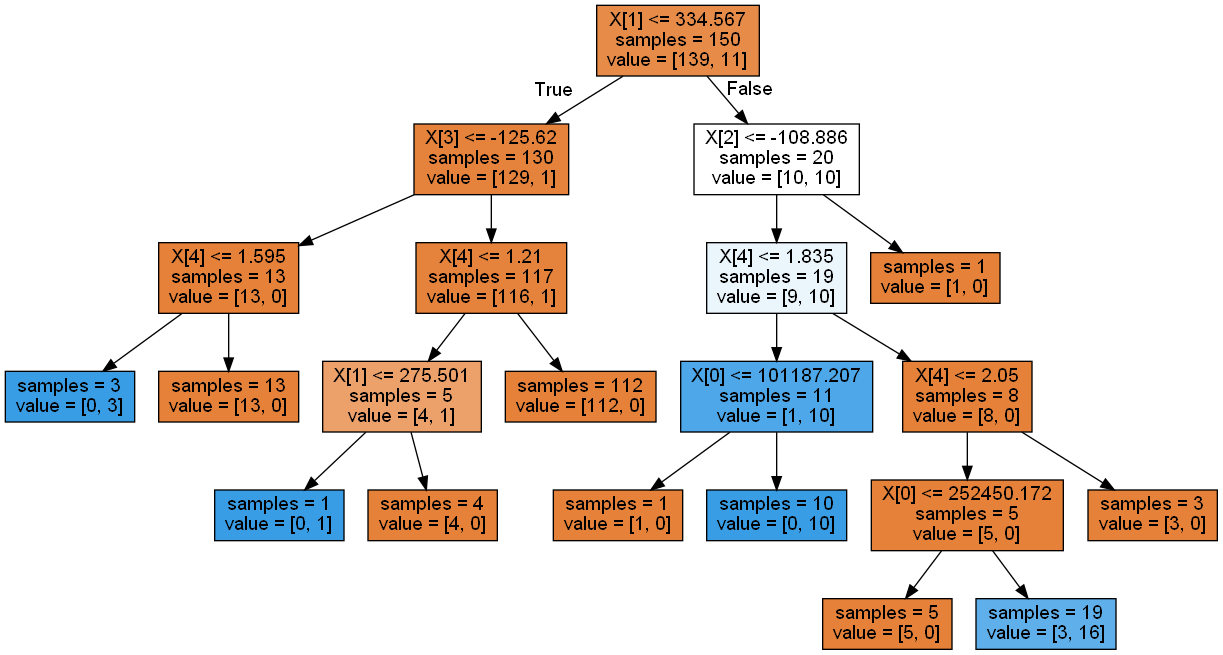 X[1] <= 334.567
samples = 150
value = [139, 11]
True
False
X[3] <= -125.62
samples = 130
value = [129, 1]
X[2] <= -108.886
samples = 20
value = [10, 10]
X[4] <= 1.595
samples = 13
value = [13, 0]
X[4] <= 1.21
samples = 117
value = [116, 1]
X[4] <= 1.835
samples = 19
value = [9, 10]
samples = 1
value = [1, 0]
samples = 3
value = [0, 3]
samples = 13
value = [13, 0]
X[1] <= 275.501
samples = 5
value = [4, 1]
samples = 112
value = [112, 0]
X[0] <= 101187.207
samples = 11
value = [1, 10]
X[4] <= 2.05
samples = 8
value = [8, 0]
samples = 1
value = [0, 1]
samples = 4
value = [4, 0]
samples = 1
value = [1, 0]
samples = 10
value = [0, 10]
X[0] <= 252450.172
samples = 5
value = [5, 0]
samples = 3
value = [3, 0]
samples = 5
value = [5, 0]
samples = 19
value = [3, 16]